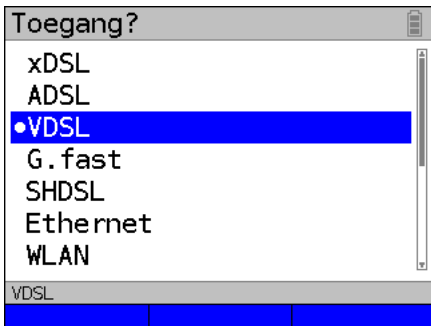 Toegang?
xDSL
ADSL
•VDSL
G.fast
SHDSL
Ethernet
WLAN
VDSL